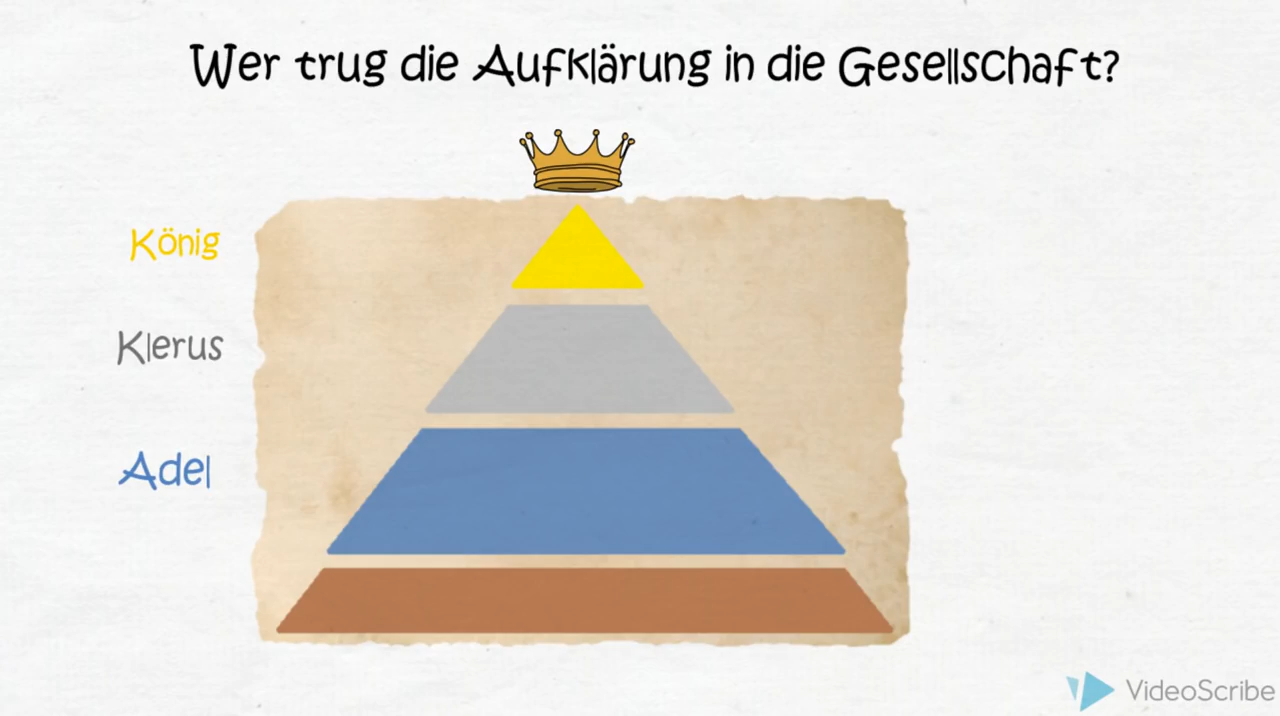 Wer trug die Aufklärung in die Gesellschaft?
König
Klerus
Adel
VideoScribe